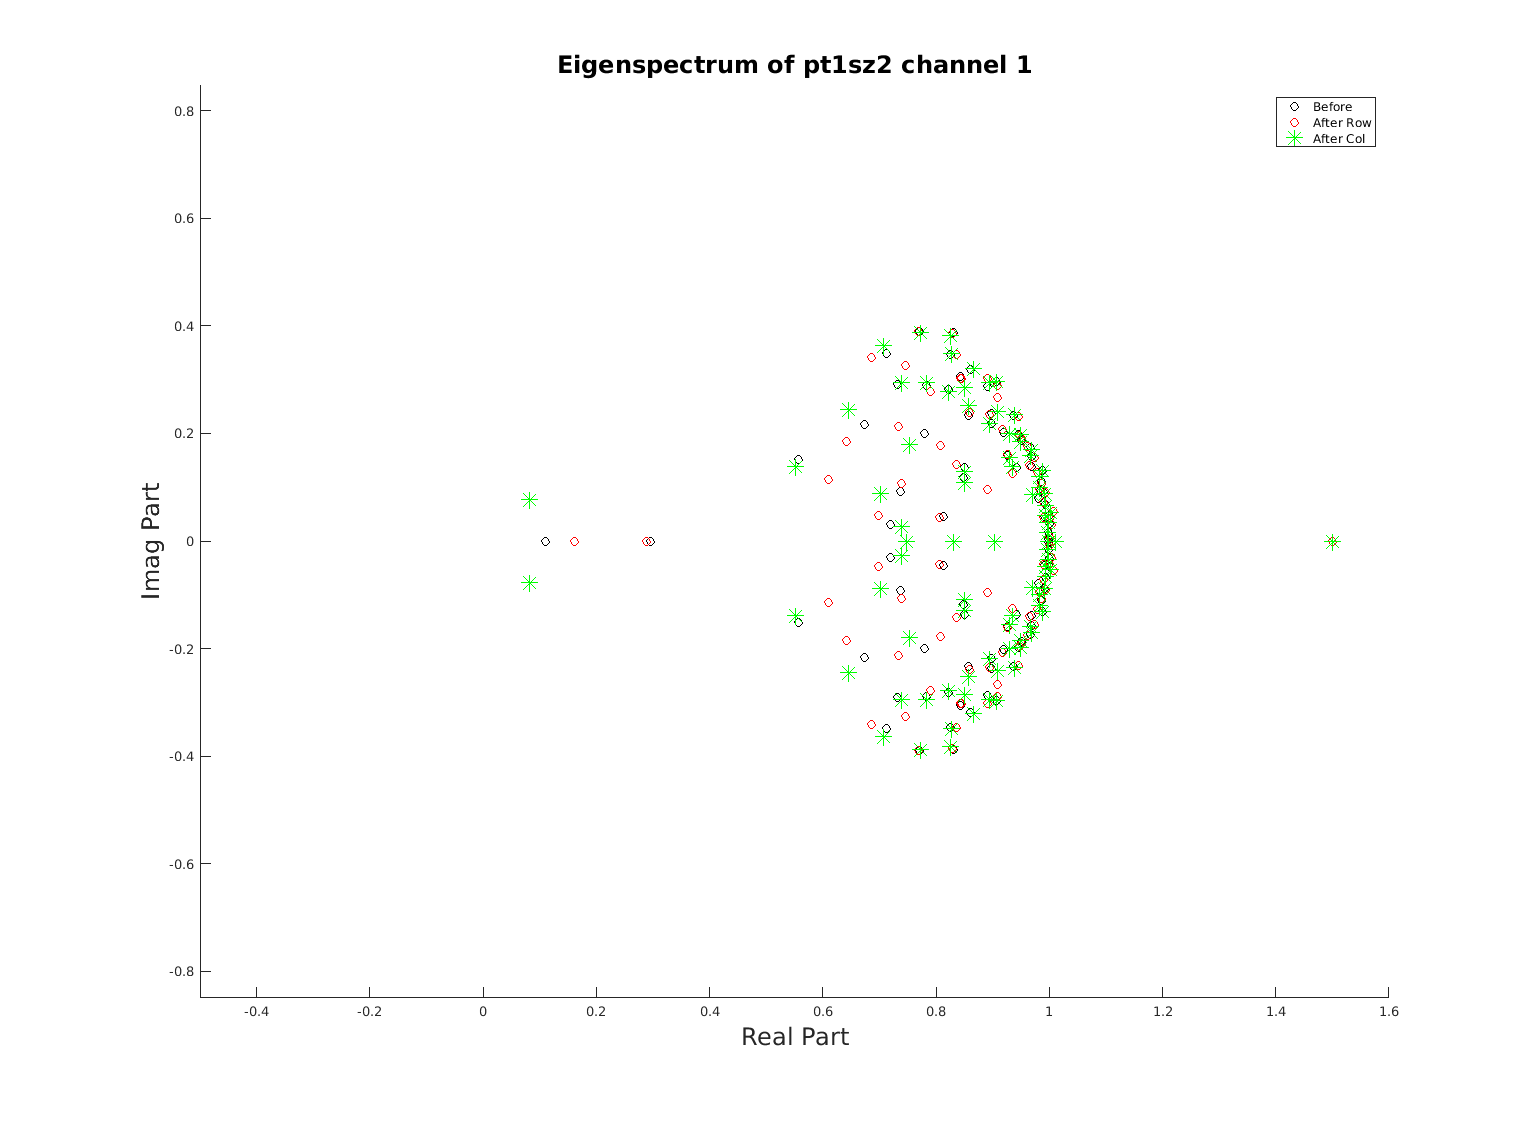 Eigenspectrum of pt1sz2 channel 1
Before
After Row
After Col
0.8
0.6
0.4
0.2
0
-0.2
-0.4
-0.6
-0.8
Imag Part
-0.4 -0.2 0 0.2 0.4 0.6 0.8 1 1.2 1.4 1.6
Real Part